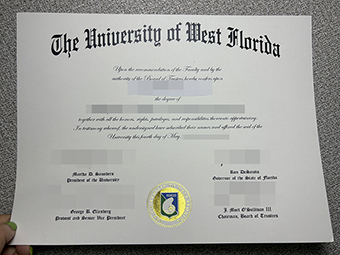 The University of West Florida
Upon the recommendation of the Faculty and by the
authority of the Board of Trustees hereby confers upon
the degree of
together with all the honors, rights, privileges, and responsibilities thereunto appertaining.
In testimony whereof, the undersigned have subscribed their names and affixed the seal of the
University this fourth day of May,
Martha D. Saunders
President of the University
Ron DeSantis
Governor of the State of Florida
George B. Ellenberg
Provost and Senior Vice President
J. Mort O'Sullivan III
Chairman, Board of Trustees